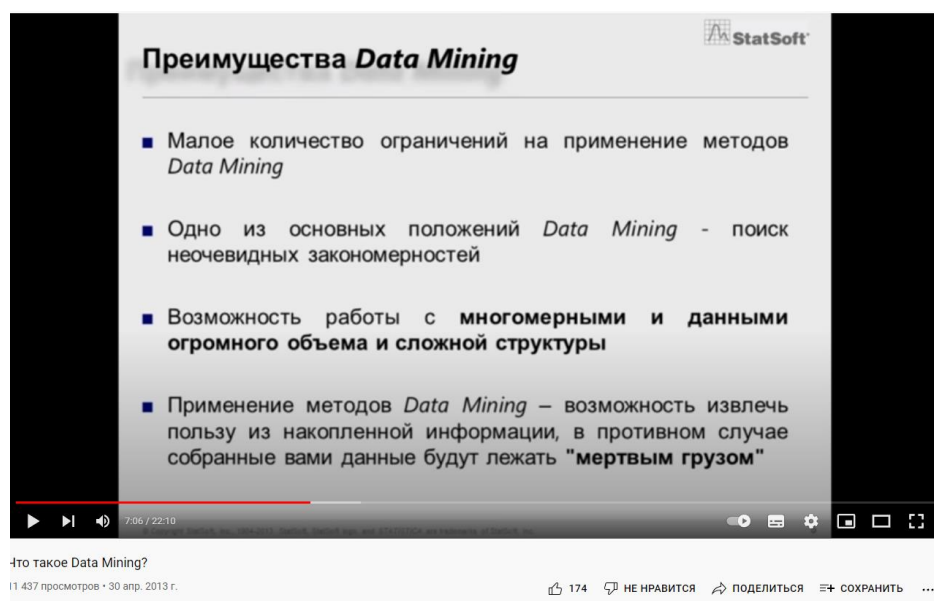 StatSoft
Преимущества Data Mining
Малое количество ограничений на применение методов
Data Mining
Одно из основных положений Data Mining - поиск
неочевидных закономерностей
Возможность работы с многомерными и данными
огромного объема и сложной структуры
Применение методов Data Mining – возможность извлечь
пользу из накопленной информации, в противном случае
собранные вами данные будут лежать "мертвым грузом"
7:06 / 22:10
Что такое Data Mining?
11 437 просмотров • 30 апр. 2013 г.
174 НЕ НРАВИТСЯ ПОДЕЛИТЬСЯ СОХРАНИТЬ ...